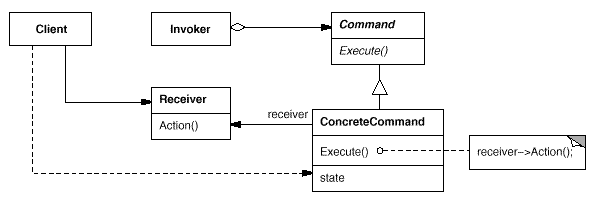 Client
Invoker
Command
Execute()
Receiver
Action()
receiver
ConcreteCommand
Execute()
state
receiver->Action();